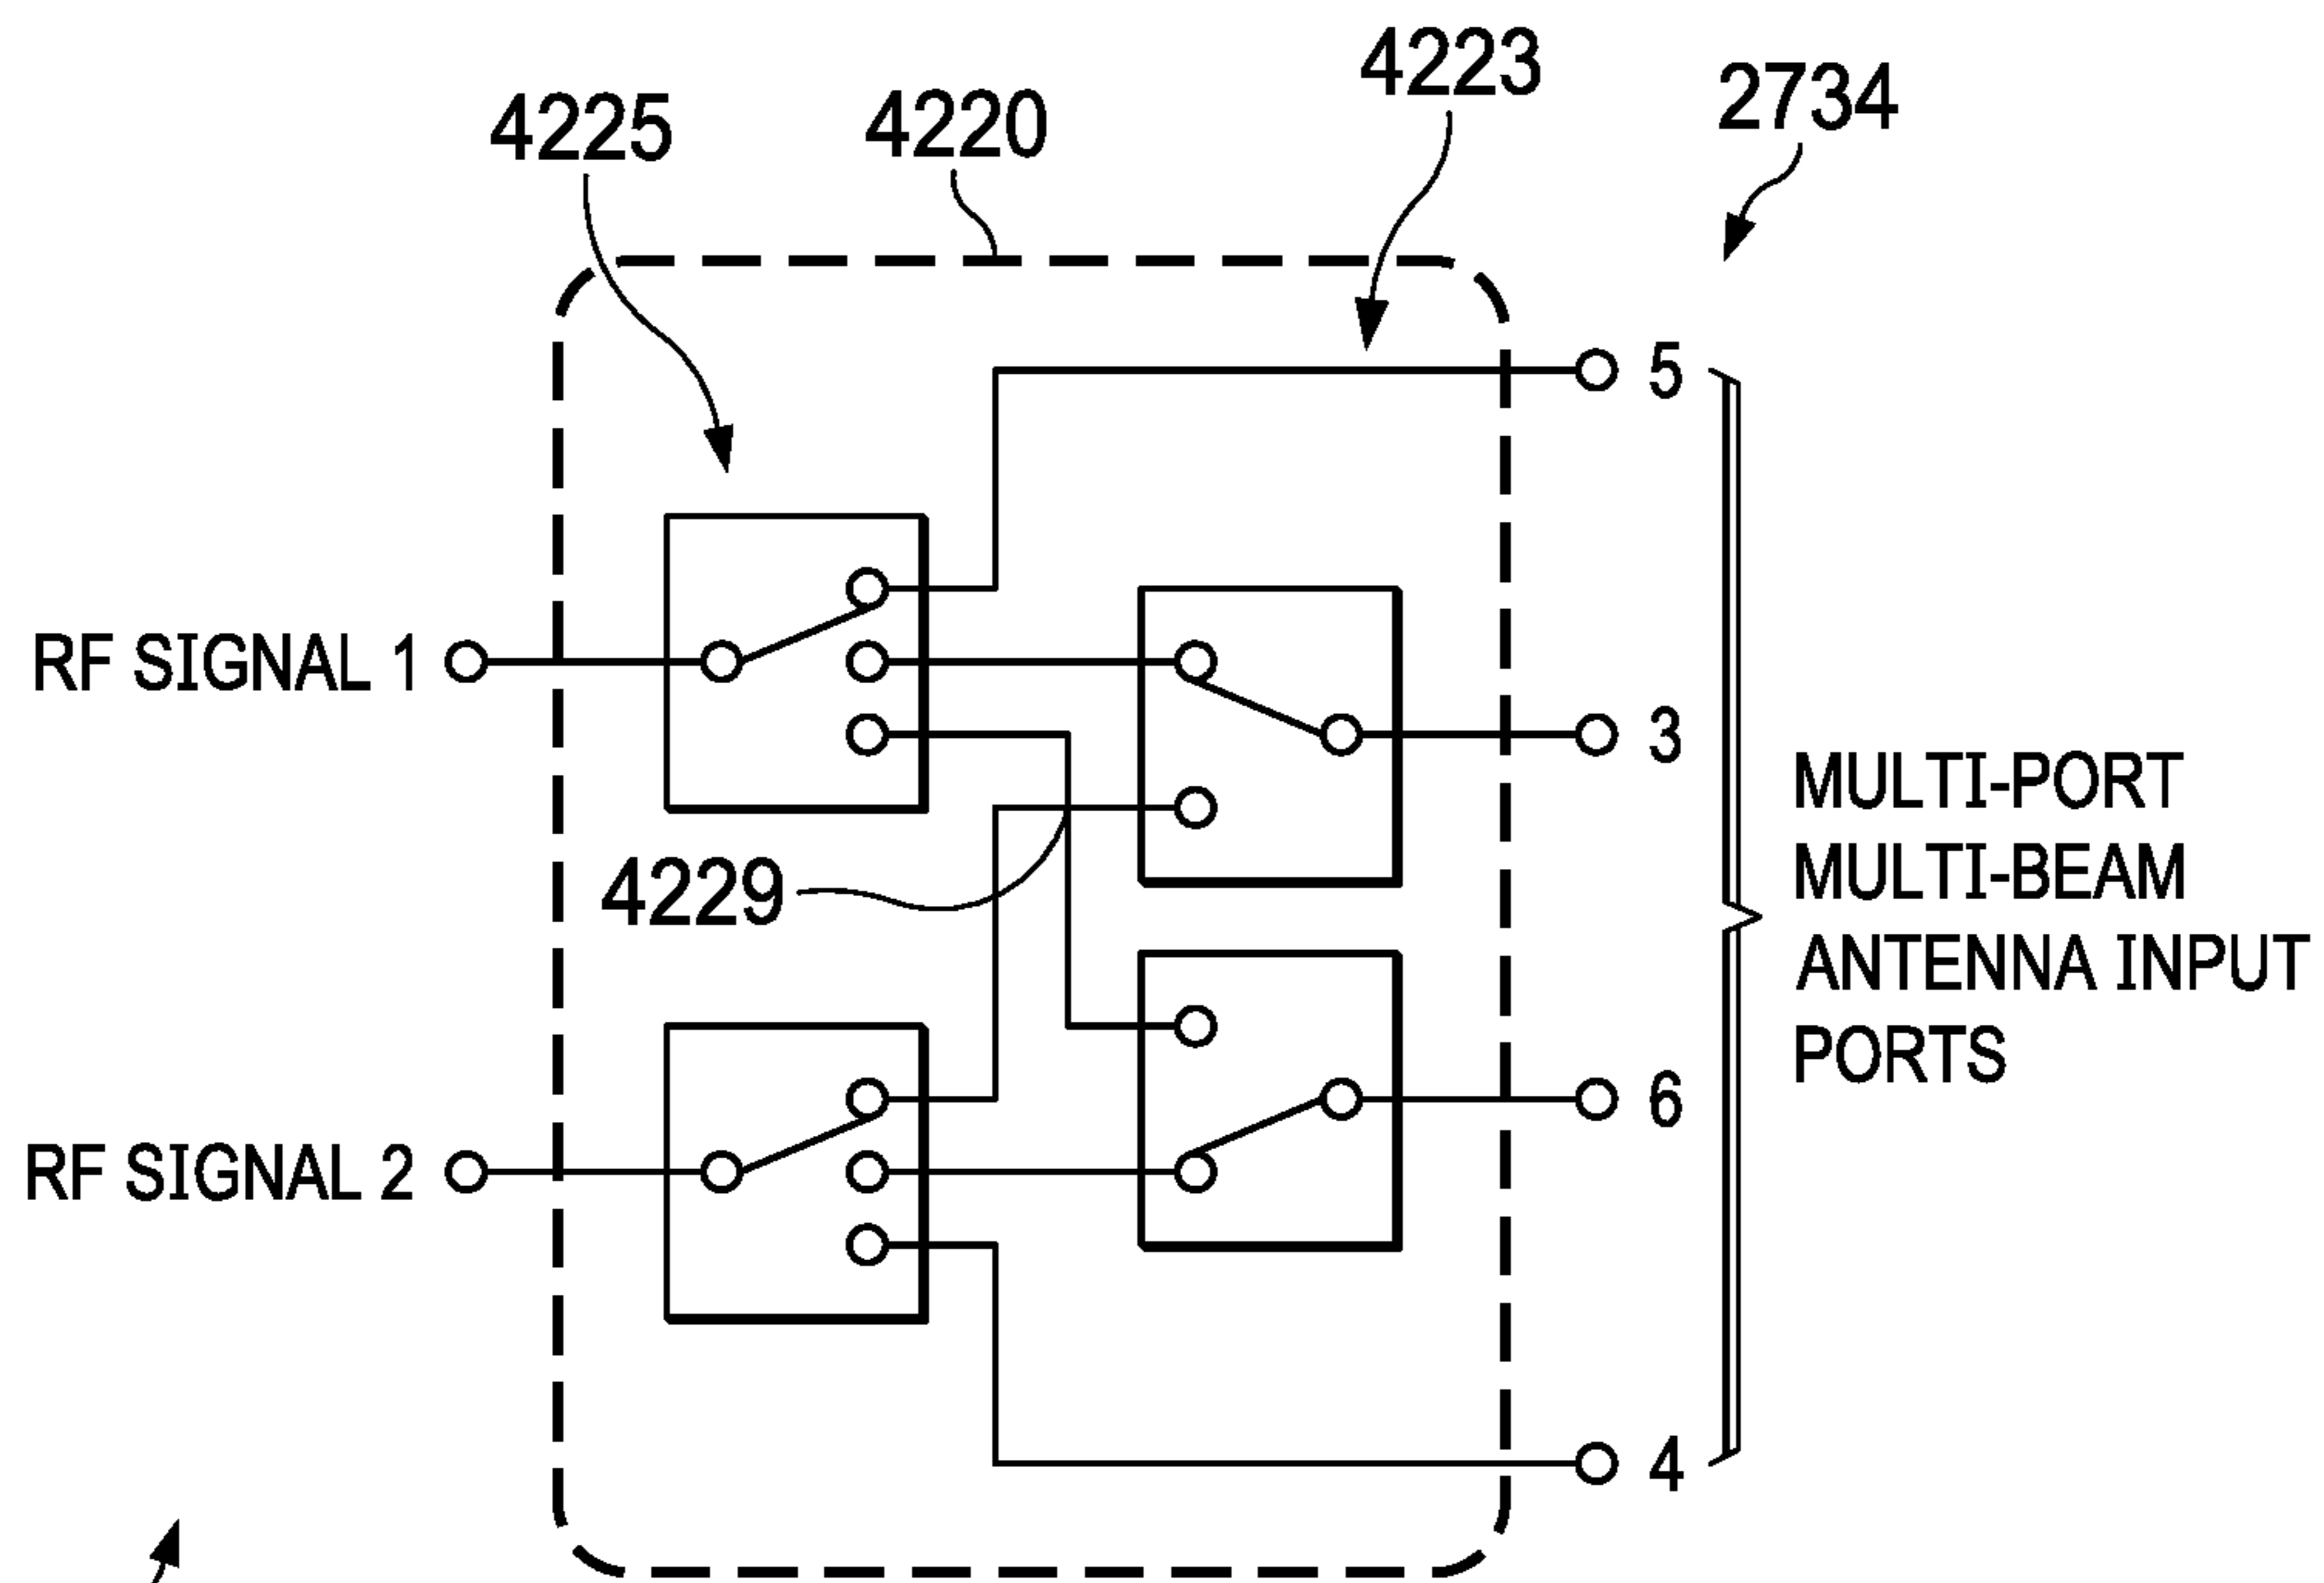 4223
2734
4220
4225
5
RF SIGNAL 1
3
MULTI-PORT
MULTI-BEAM
ANTENNA INPUT
PORTS
4229
6
RF SIGNAL 2
4